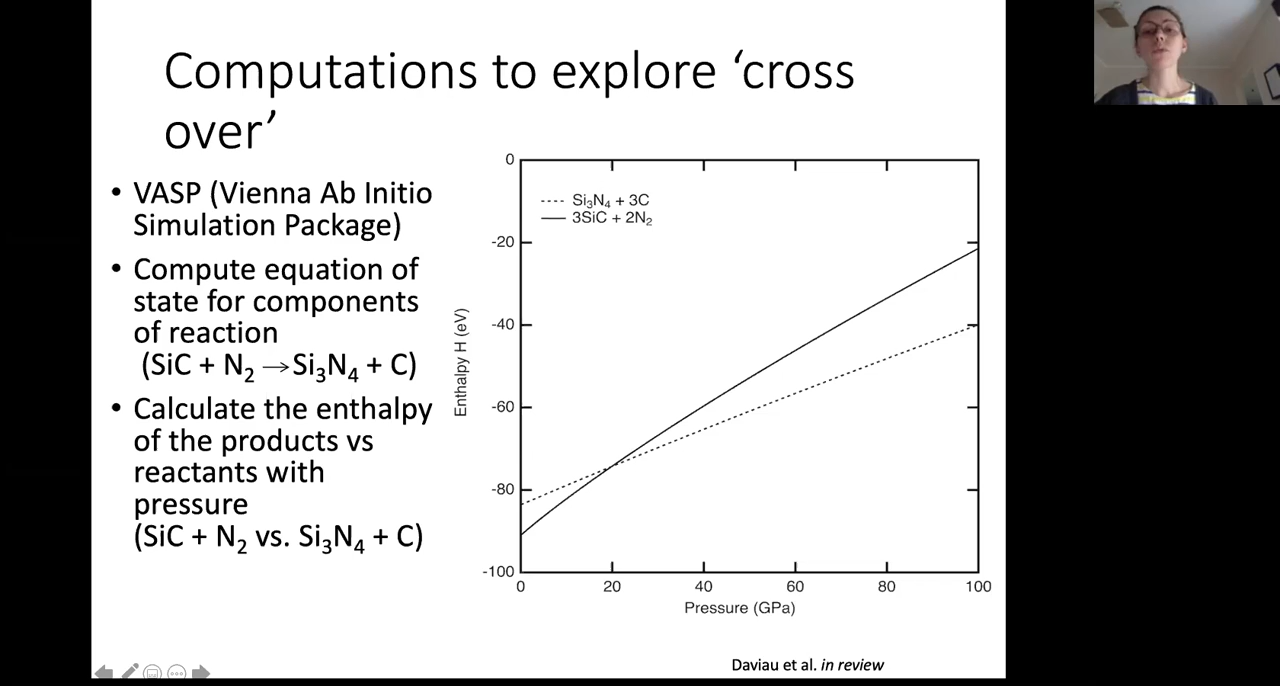 Computations to explore ‘cross
over’
• VASP (Vienna Ab Initio
Simulation Package)
• Compute equation of
state for components
of reaction
(SiC + N₂ →Si₃N₄ + C)
• Calculate the enthalpy
of the products vs
reactants with
pressure
(SiC + N₂ vs. Si₃N₄ + C)
Si₃N₄ + 3C
3SiC + 2N₂
Enthalpy H (eV)
0
-20
-40
-60
-80
-100
0 20 40 60 80 100
Pressure (GPa)
Daviau et al. in review